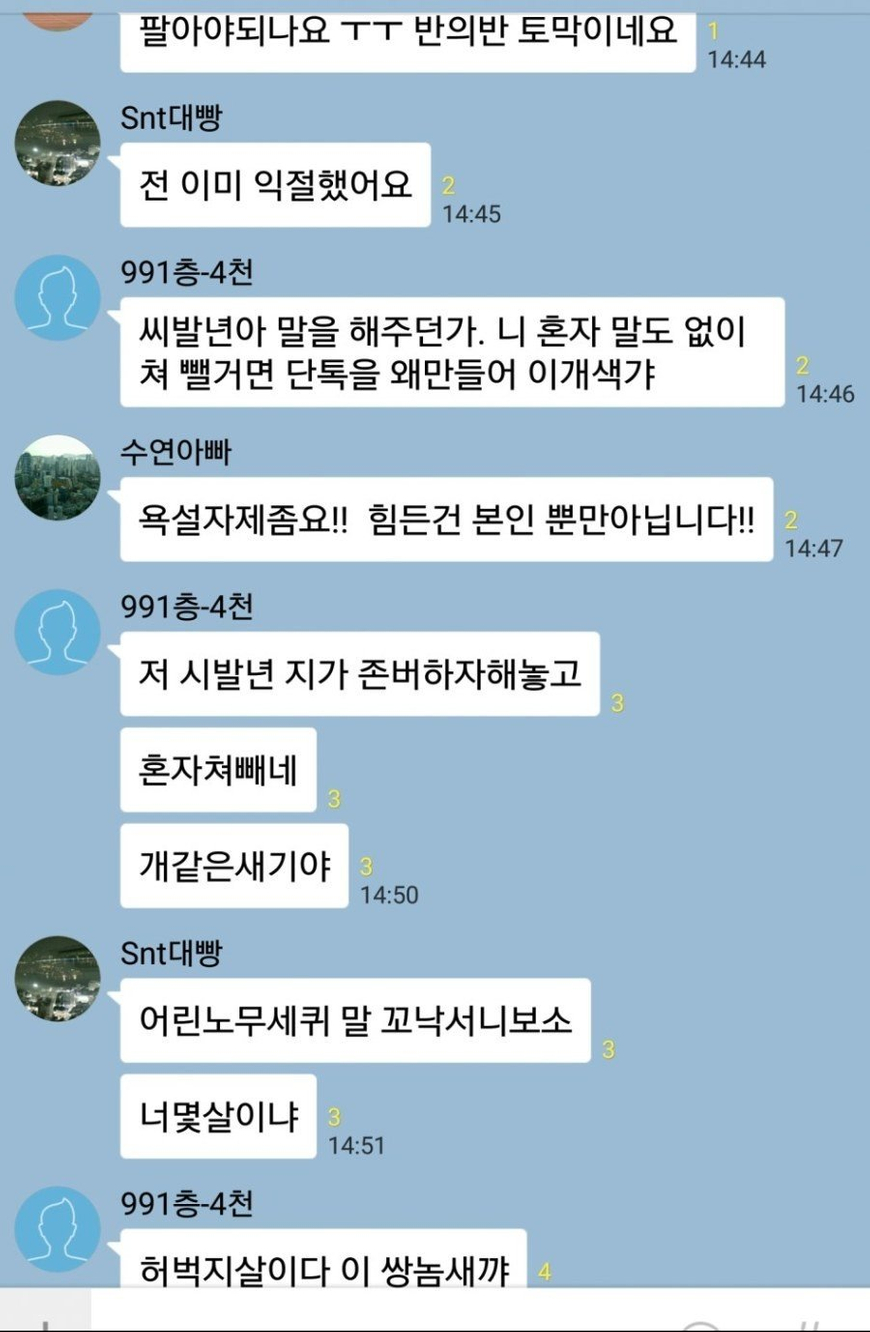 팔아야되나요 ㅜㅜ 반의반 토막이네요
1
14:44
Snt대빵
전 이미 익절했어요
2
14:45
991층-4천
씨발년아 말을 해주던가. 니 혼자 말도 없이
쳐 뺄거면 단톡을 왜만들어 이개색갸
2
14:46
수연아빠
욕설자제좀요!!  힘든건 본인 뿐만아닙니다!!
2
14:47
991층-4천
저 시발년 지가 존버하자해놓고
3
혼자쳐빼네
3
개같은새기야
3
14:50
Snt대빵
어린노무세퀴 말 꼬낙서니보소
3
너몇살이냐
3
14:51
991층-4천
허벅지살이다 이 쌍놈새꺄
4